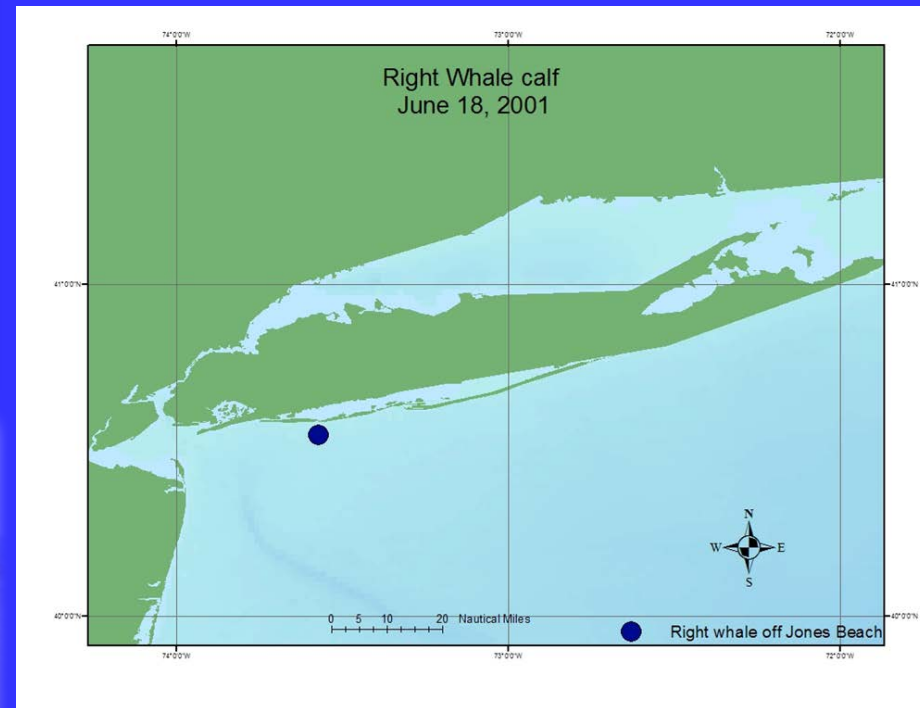 74°0'0"W 73°0'0"W 72°0'0"W
Right Whale calf
June 18, 2001
41°0'0"N 41°0'0"N
N
W E
S
40°0'0"N 40°0'0"N
0 5 10 20 Nautical Miles
Right whale off Jones Beach
74°0'0"W 73°0'0"W 72°0'0"W